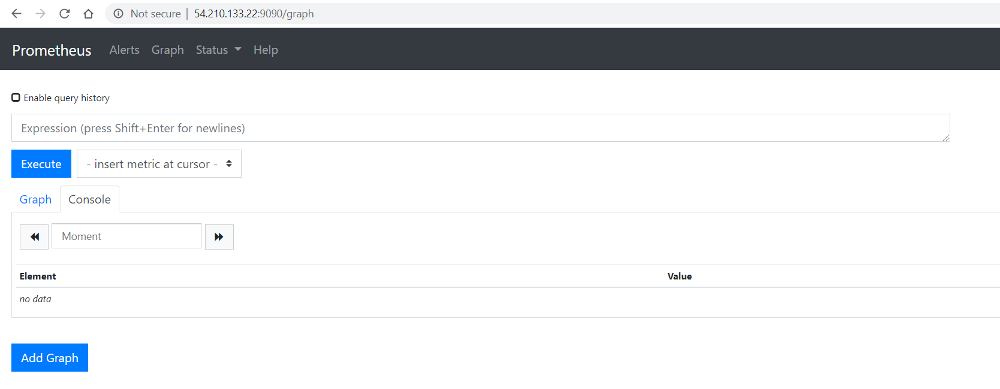 Not secure | 54.210.133.22:9090/graph
Prometheus Alerts Graph Status Help
Enable query history
Expression (press Shift+Enter for newlines)
Execute - insert metric at cursor -
Graph Console
Moment
Element Value
no data
Add Graph